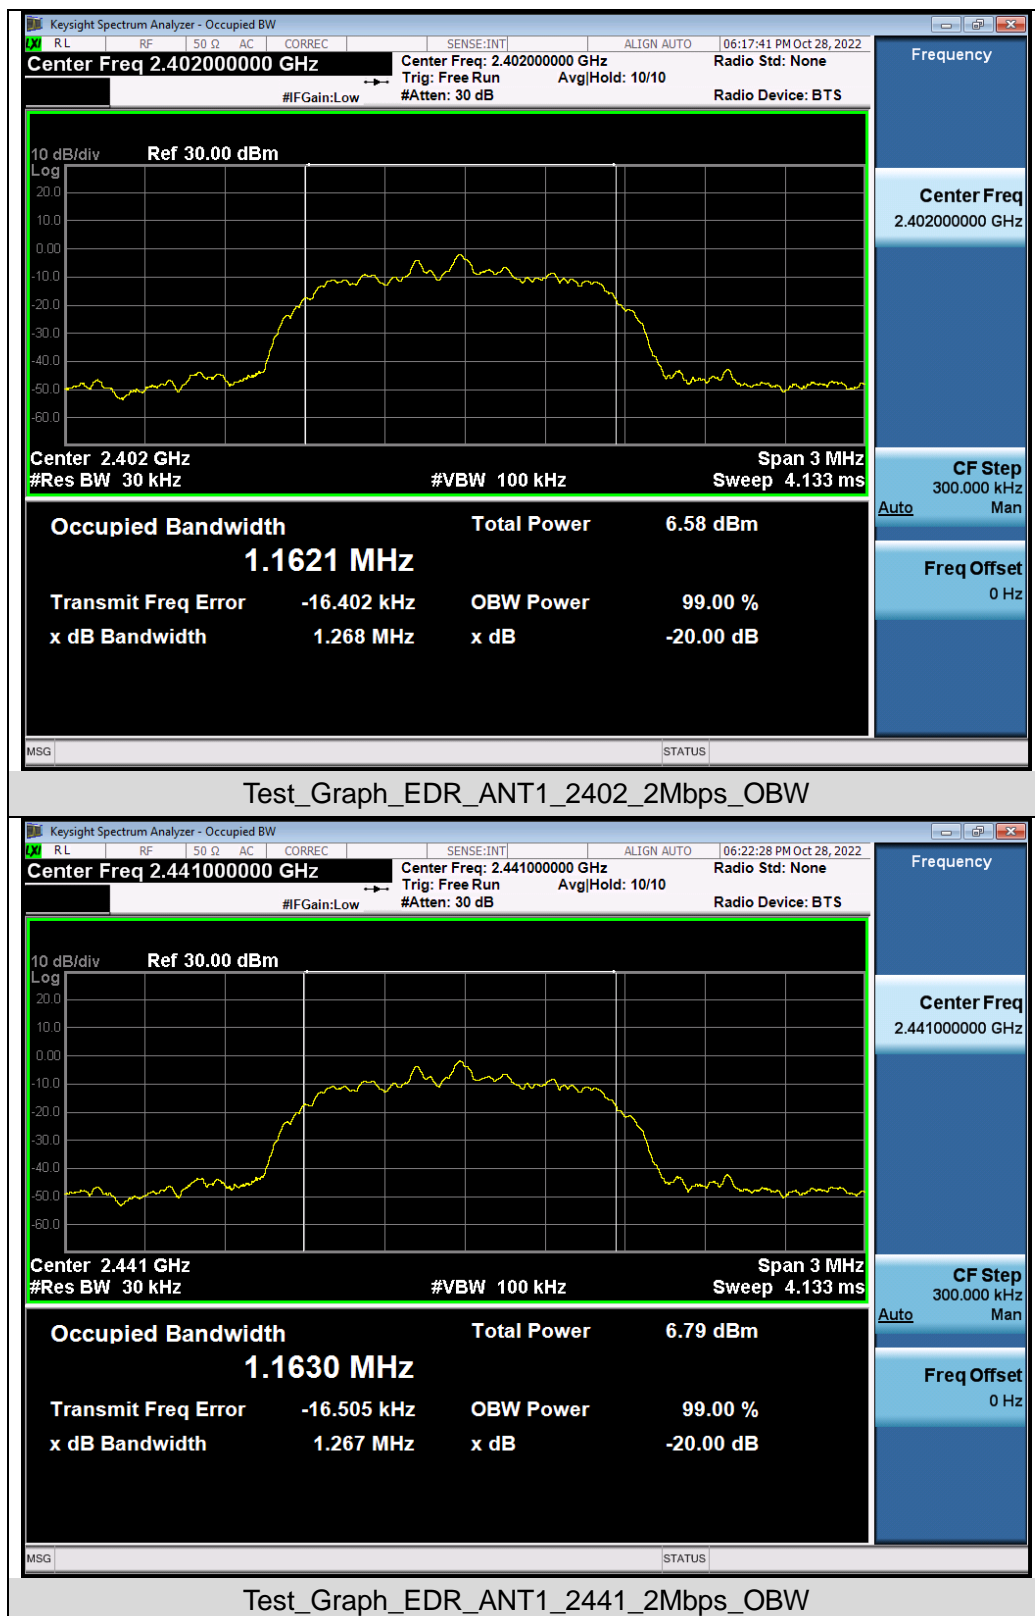 Keysight Spectrum Analyzer - Occupied BW
LXI RL RF 50 Ω AC CORREC SENSE:INT ALIGN AUTO 06:17:41 PM Oct 28, 2022
Center Freq 2.402000000 GHz
Center Freq: 2.402000000 GHz Radio Std: None
Trig: Free Run Avg|Hold: 10/10
#IFGain:Low #Atten: 30 dB Radio Device: BTS
Frequency
10 dB/div Ref 30.00 dBm
Log
20.0
10.0
0.00
-10.0
-20.0
-30.0
-40.0
-50.0
-60.0
Center Freq
2.402000000 GHz
Center 2.402 GHz Span 3 MHz
#Res BW 30 kHz #VBW 100 kHz Sweep 4.133 ms
CF Step
300.000 kHz
Auto Man
Freq Offset
0 Hz
Occupied Bandwidth Total Power 6.58 dBm
1.1621 MHz
Transmit Freq Error -16.402 kHz OBW Power 99.00 %
x dB Bandwidth 1.268 MHz x dB -20.00 dB
MSG STATUS
Test_Graph_EDR_ANT1_2402_2Mbps_OBW
Keysight Spectrum Analyzer - Occupied BW
LXI RL RF 50 Ω AC CORREC SENSE:INT ALIGN AUTO 06:22:28 PM Oct 28, 2022
Center Freq 2.441000000 GHz
Center Freq: 2.441000000 GHz Radio Std: None
Trig: Free Run Avg|Hold: 10/10
#IFGain:Low #Atten: 30 dB Radio Device: BTS
Frequency
10 dB/div Ref 30.00 dBm
Log
20.0
10.0
0.00
-10.0
-20.0
-30.0
-40.0
-50.0
-60.0
Center Freq
2.441000000 GHz
Center 2.441 GHz Span 3 MHz
#Res BW 30 kHz #VBW 100 kHz Sweep 4.133 ms
CF Step
300.000 kHz
Auto Man
Freq Offset
0 Hz
Occupied Bandwidth Total Power 6.79 dBm
1.1630 MHz
Transmit Freq Error -16.505 kHz OBW Power 99.00 %
x dB Bandwidth 1.267 MHz x dB -20.00 dB
MSG STATUS
Test_Graph_EDR_ANT1_2441_2Mbps_OBW